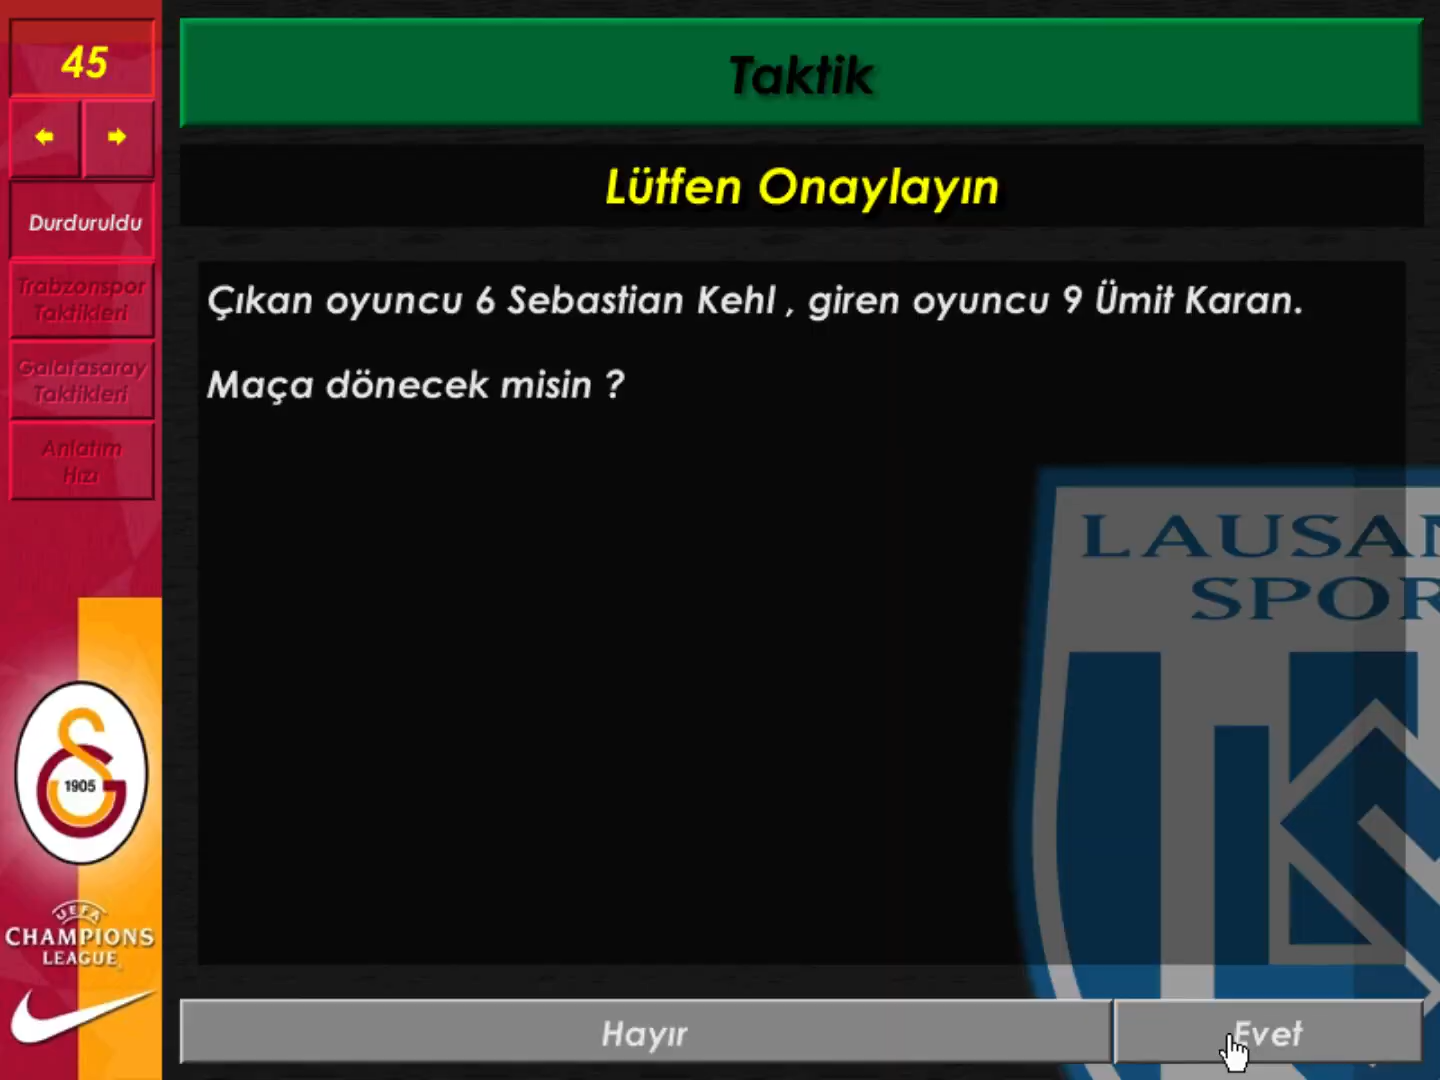 45
Taktik
Lütfen Onaylayın
Durduruldu
Trabzonspor
Taktikleri
Galatasaray
Taktikleri
Anlatım
Hızı
Çıkan oyuncu 6 Sebastian Kehl , giren oyuncu 9 Ümit Karan.
Maça dönecek misin ?
LAUSAN
SPOR
1905
UEFA
CHAMPIONS
LEAGUE
Hayır
Evet